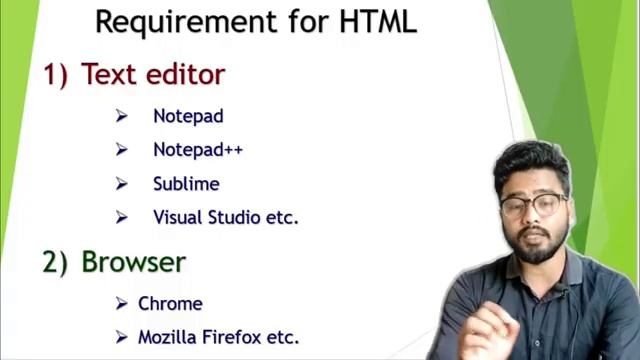 Requirement for HTML
1) Text editor
➢ Notepad
➢ Notepad++
➢ Sublime
➢ Visual Studio etc.
2) Browser
➢ Chrome
➢ Mozilla Firefox etc.